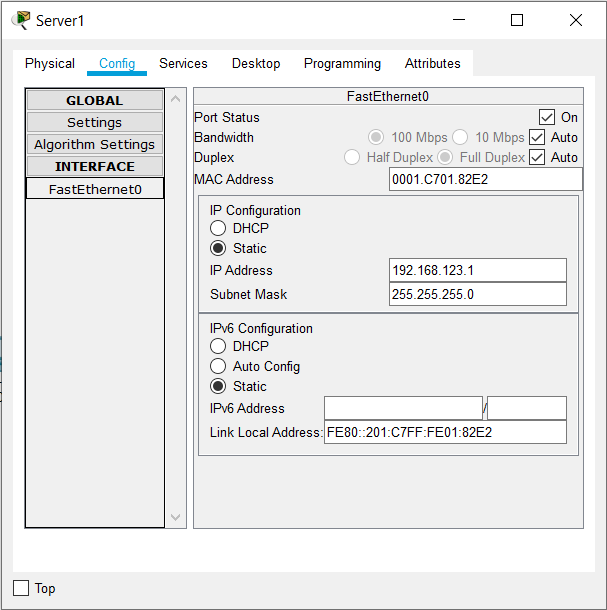 Server1
Physical Config Services Desktop Programming Attributes
GLOBAL
Settings
Algorithm Settings
INTERFACE
FastEthernet0
FastEthernet0
Port Status On
Bandwidth 100 Mbps 10 Mbps Auto
Duplex Half Duplex Full Duplex Auto
MAC Address 0001.C701.82E2
IP Configuration
DHCP
Static
IP Address 192.168.123.1
Subnet Mask 255.255.255.0
IPv6 Configuration
DHCP
Auto Config
Static
IPv6 Address /
Link Local Address: FE80::201:C7FF:FE01:82E2
Top